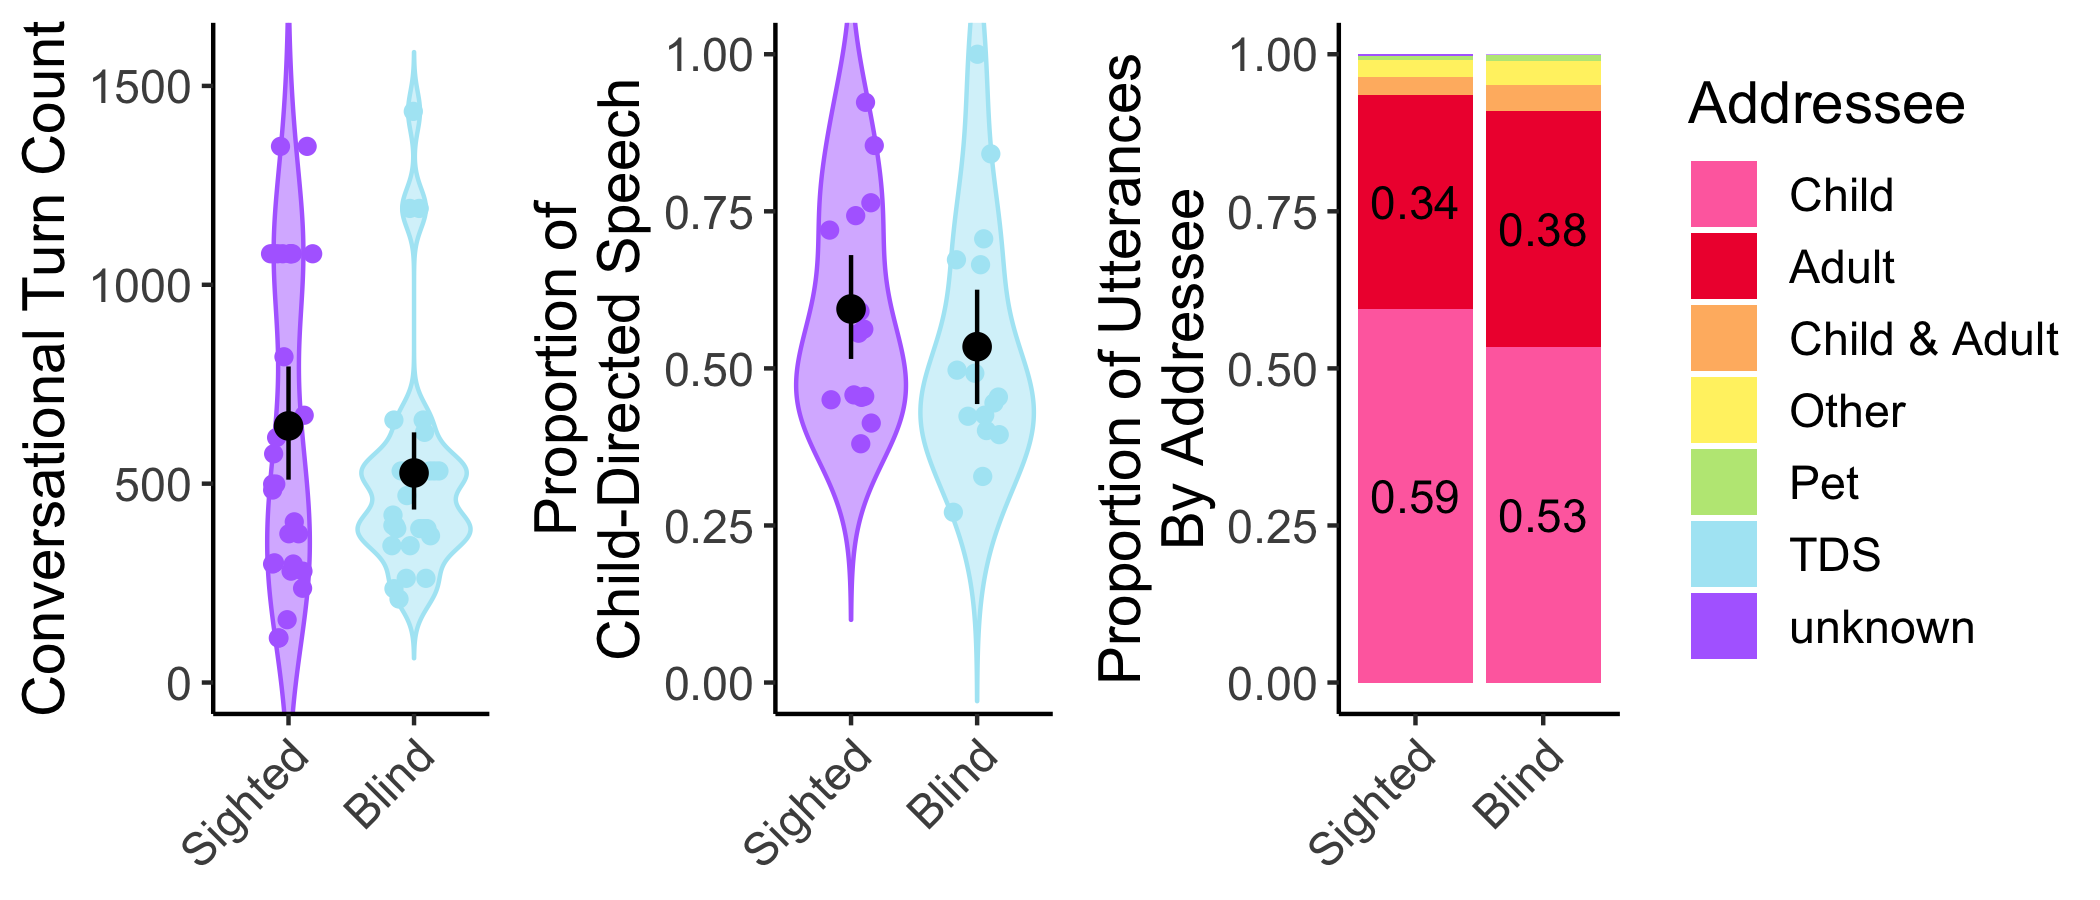 Conversational Turn Count
1500
1000
500
0
Sighted
Blind
Proportion of
Child-Directed Speech
1.00
0.75
0.50
0.25
0.00
Sighted
Blind
Proportion of Utterances
By Addressee
1.00
0.75
0.50
0.25
0.00
0.34
0.38
0.59
0.53
Sighted
Blind
Addressee
Child
Adult
Child & Adult
Other
Pet
TDS
unknown